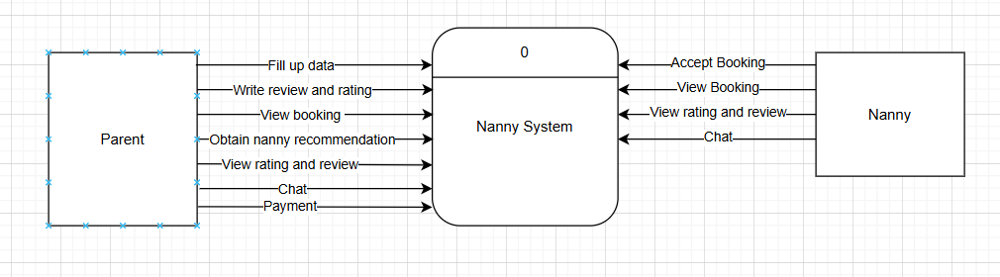 0
Nanny System
Parent
Fill up data
Write review and rating
View booking
Obtain nanny recommendation
View rating and review
Chat
Payment
Accept Booking
View Booking
View rating and review
Chat
Nanny